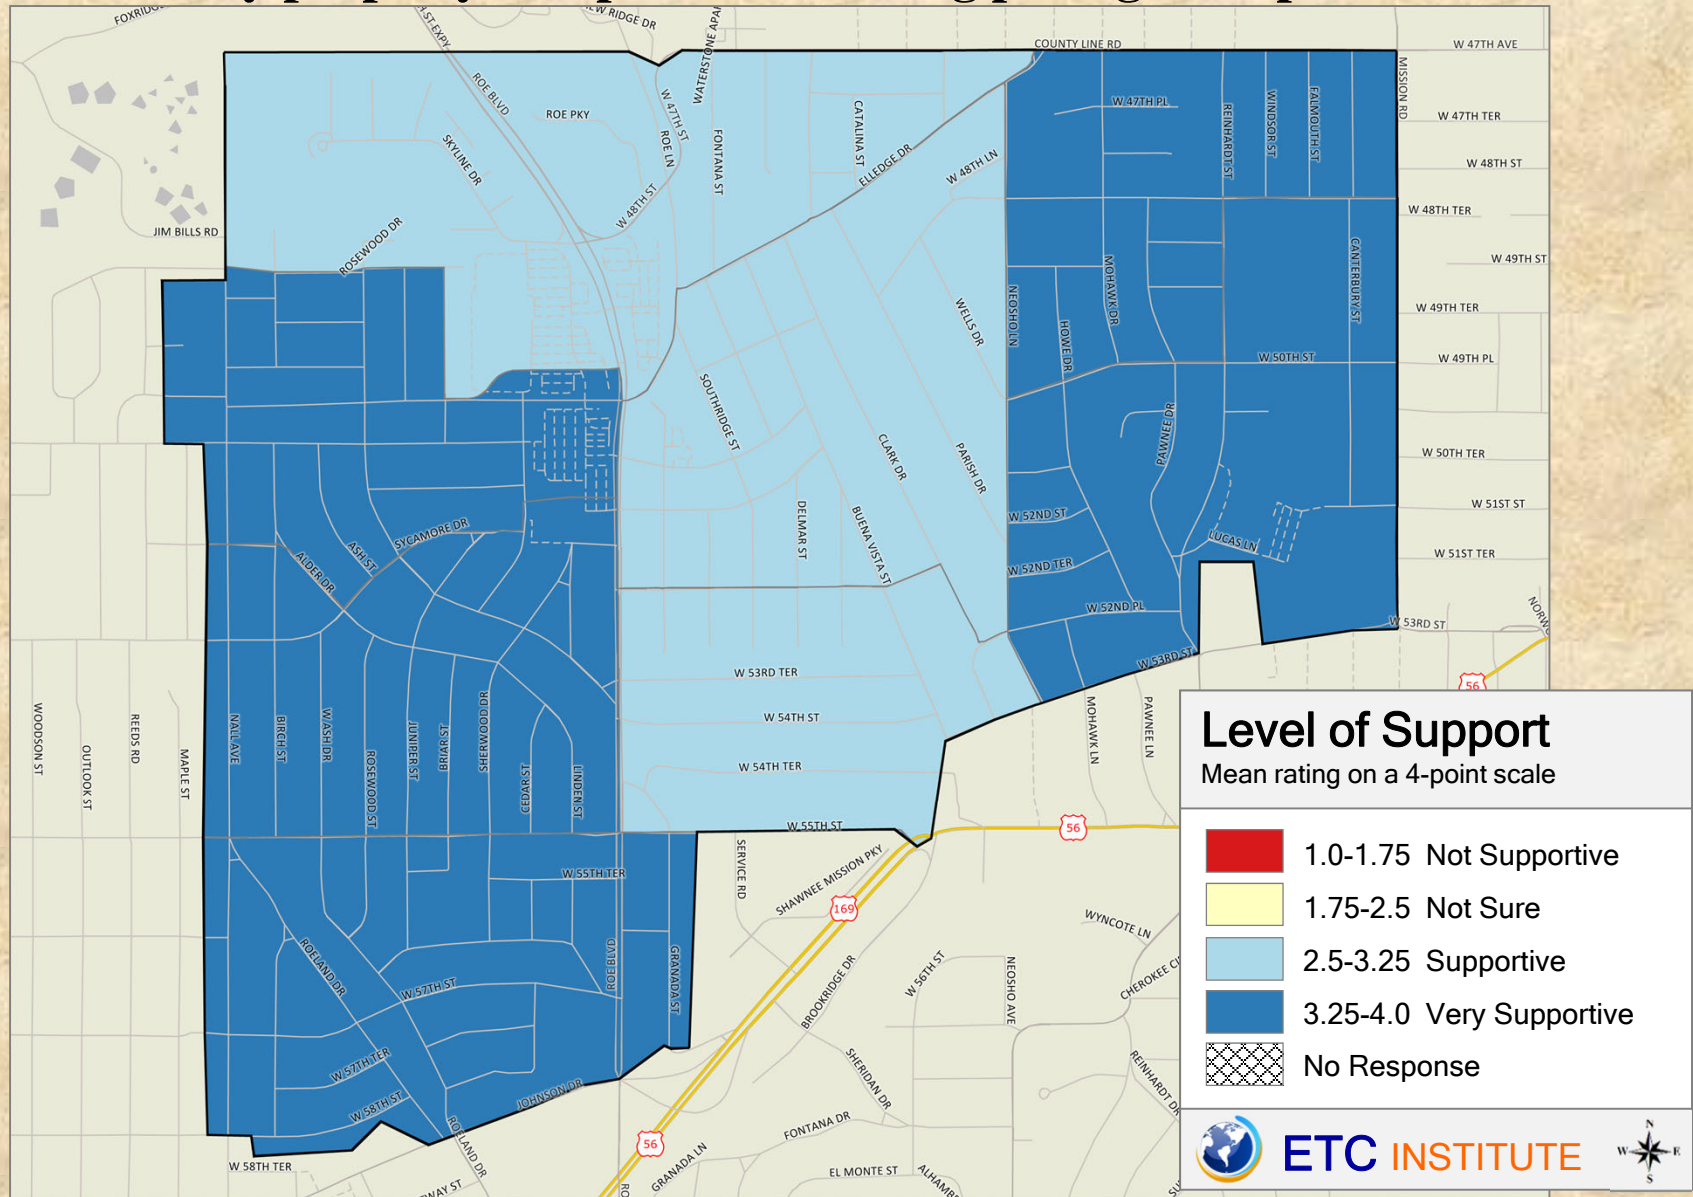 COUNTY LINE RD
W 47TH AVE
ROE BLVD
WATERSTONE APA
MISSION RD
W 47TH PL
ROE PKY
W 47TH ST
W 47TH TER
CATALINA ST
REINHARDT ST
WINDSOR ST
FALMOUTH ST
SKYLINE DR
ROE LN
FONTANA ST
ELLEDGE DR
W 48TH LN
W 48TH ST
W 48TH ST
W 48TH TER
JIM BILLS RD
ROSEWOOD DR
CANTERBURY ST
W 49TH ST
MOHAWK DR
NEOSHO LN
WELLS DR
W 49TH TER
HOWE DR
W 50TH ST
W 49TH PL
SOUTHRIDGE ST
PAWNEE DR
CLARK DR
PARISH DR
W 50TH TER
W 51ST ST
DELMAR ST
BUENA VISTA ST
W 52ND ST
SYCAMORE DR
ASH ST
ALDER DR
LUCAS LN
W 51ST TER
W 52ND TER
W 52ND PL
W 53RD ST
W 53RD ST
W 53RD TER
56
WOODSON ST
OUTLOOK ST
REEDS RD
MAPLE ST
NALL AVE
BIRCH ST
W ASH DR
ROSEWOOD ST
JUNIPER ST
BRIAR ST
SHERWOOD DR
CEDAR ST
LINDEN ST
W 54TH ST
W 54TH TER
MOHAWK LN
PAWNEE LN
W 55TH ST
56
Level of Support
Mean rating on a 4-point scale
1.0-1.75 Not Supportive
1.75-2.5 Not Sure
2.5-3.25 Supportive
3.25-4.0 Very Supportive
No Response
ETC INSTITUTE
N
W
E
S
W 55TH TER
SERVICE RD
SHAWNEE MISSION PKY
169
WYNCOTE LN
ROELAND DR
ROE BLVD
GRANADA ST
W 57TH ST
BROOKRIDGE DR
W 56TH ST
NEOSHO AVE
CHEROKEE CI
W 57TH TER
W 58TH ST
JOHNSON DR
SHERIDAN DR
REINHARDT DR
ROELAND DR
56
FONTANA DR
GRANADA LN
W 58TH TER
EL MONTE ST